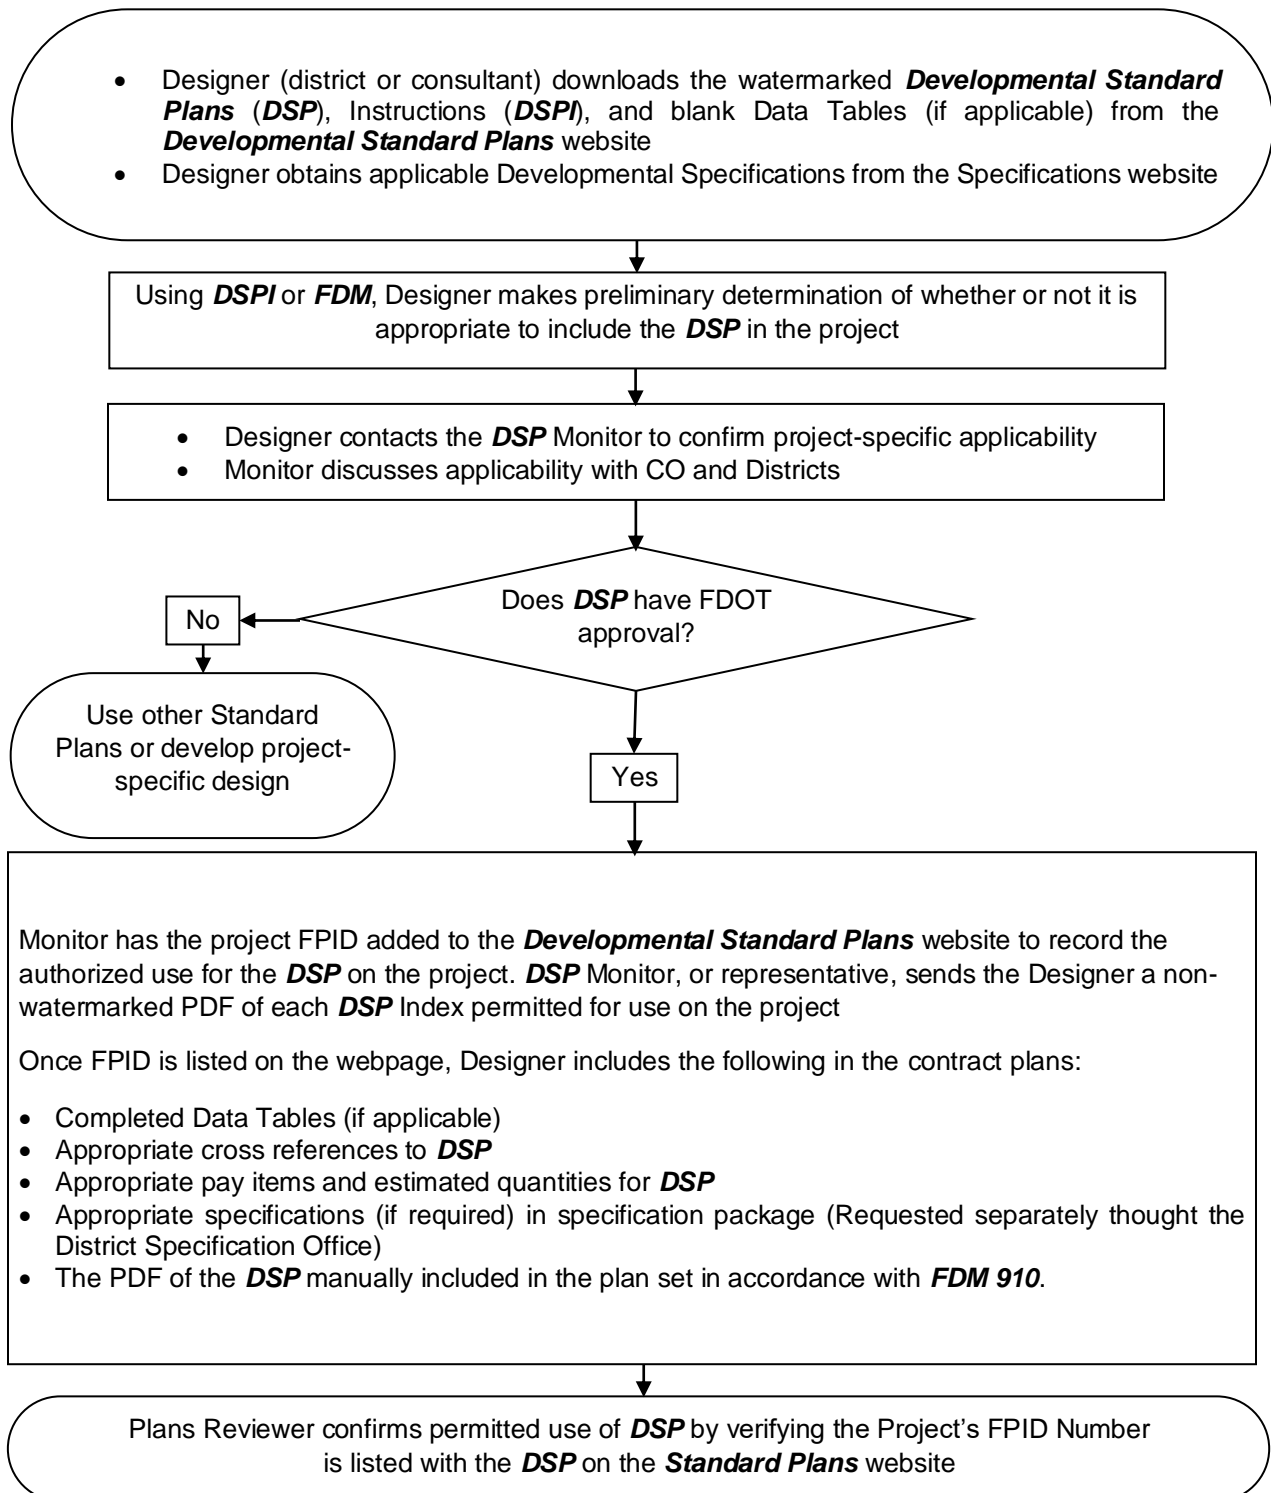 • Designer (district or consultant) downloads the watermarked Developmental Standard
Plans (DSP), Instructions (DSPI), and blank Data Tables (if applicable) from the
Developmental Standard Plans website
• Designer obtains applicable Developmental Specifications from the Specifications website
Using DSPI or FDM, Designer makes preliminary determination of whether or not it is
appropriate to include the DSP in the project
• Designer contacts the DSP Monitor to confirm project-specific applicability
• Monitor discusses applicability with CO and Districts
Does DSP have FDOT
approval?
No
Use other Standard
Plans or develop project-
specific design
Yes
Monitor has the project FPID added to the Developmental Standard Plans website to record the
authorized use for the DSP on the project. DSP Monitor, or representative, sends the Designer a non-
watermarked PDF of each DSP Index permitted for use on the project
Once FPID is listed on the webpage, Designer includes the following in the contract plans:
• Completed Data Tables (if applicable)
• Appropriate cross references to DSP
• Appropriate pay items and estimated quantities for DSP
• Appropriate specifications (if required) in specification package (Requested separately thought the
District Specification Office)
• The PDF of the DSP manually included in the plan set in accordance with FDM 910.
Plans Reviewer confirms permitted use of DSP by verifying the Project's FPID Number
is listed with the DSP on the Standard Plans website